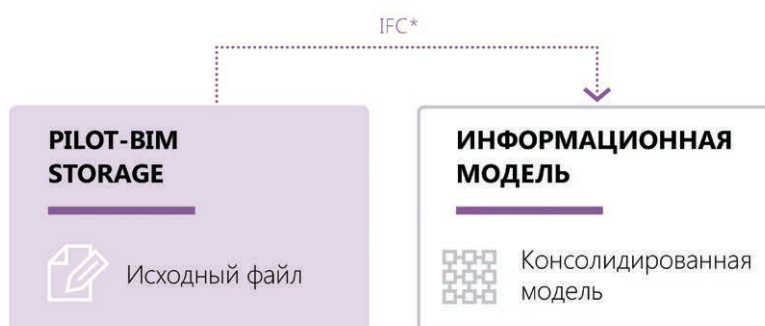 IFC*
PILOT-BIM
STORAGE
Исходный файл
ИНФОРМАЦИОННАЯ
МОДЕЛЬ
Консолидированная
модель